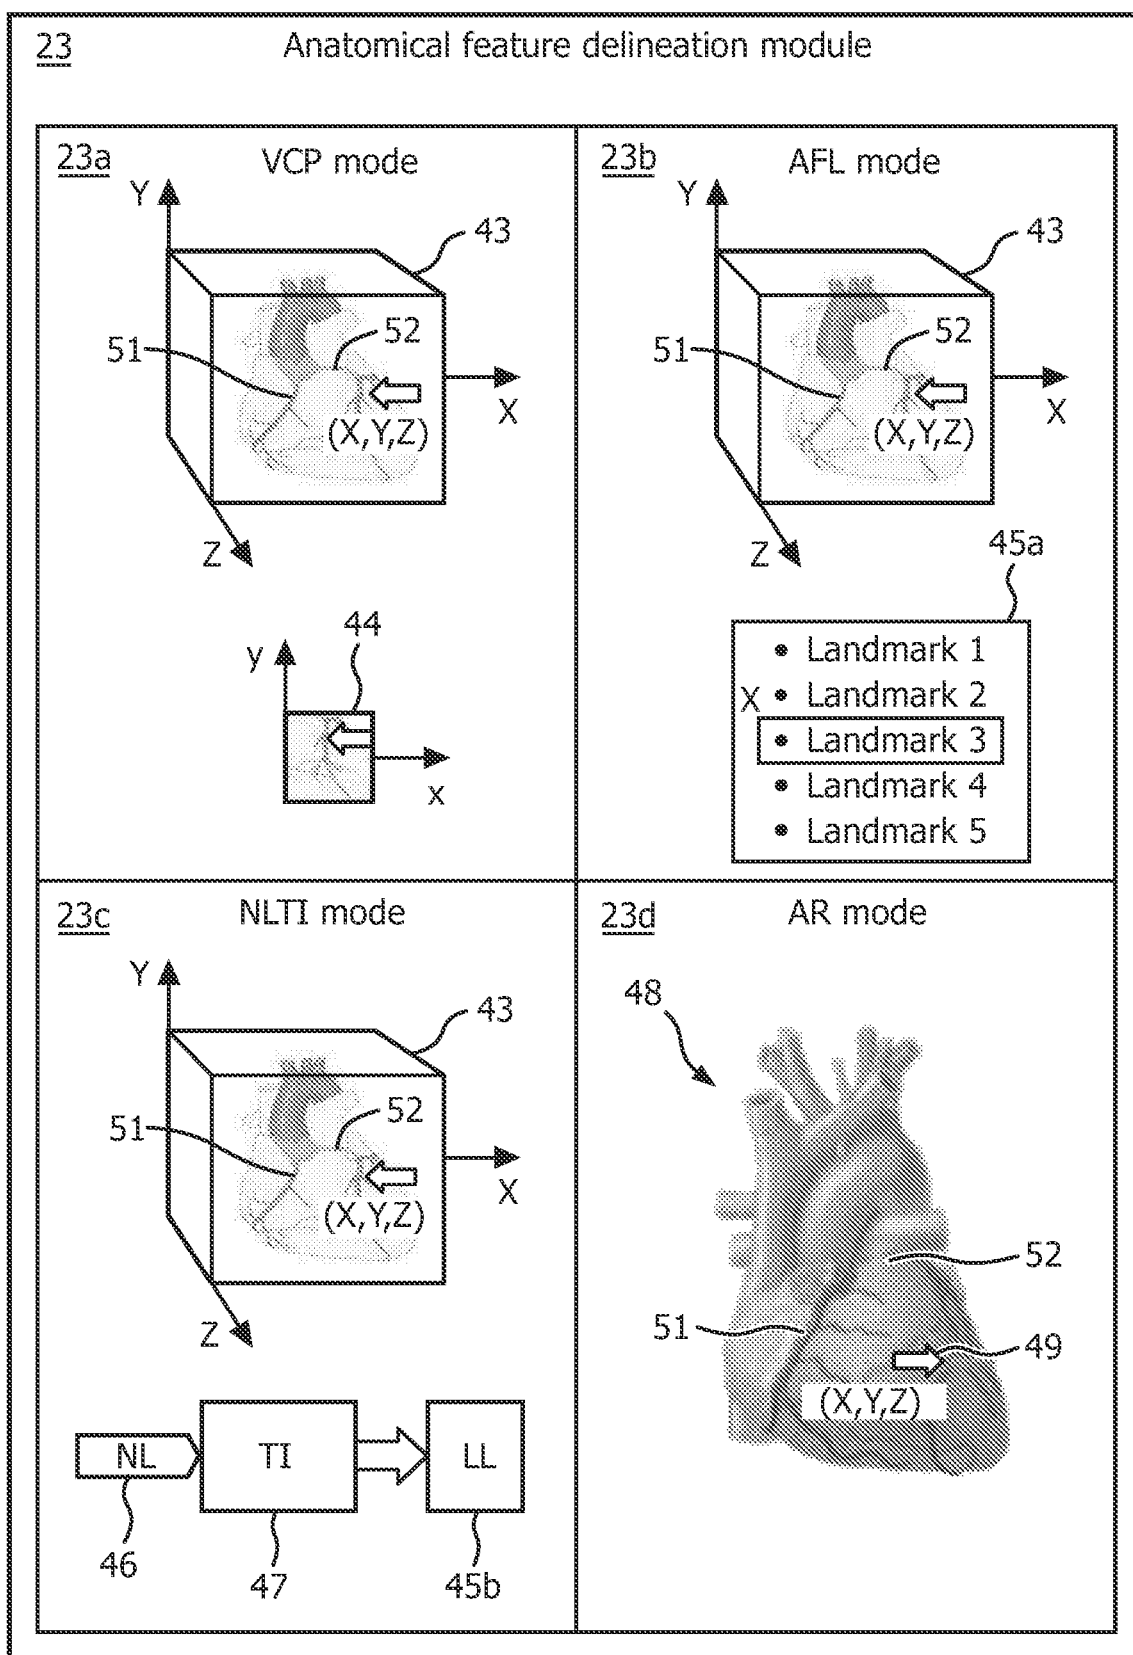 23 Anatomical feature delineation module
23a VCP mode
Y
43
51
52
(X,Y,Z)
X
Z
44
y
x
23b AFL mode
Y
43
51
52
(X,Y,Z)
X
Z
45a
• Landmark 1
X • Landmark 2
• Landmark 3
• Landmark 4
• Landmark 5
23c NLTI mode
Y
43
51
52
(X,Y,Z)
X
Z
NL TI LL
46 47 45b
23d AR mode
48
52
51
49
(X,Y,Z)